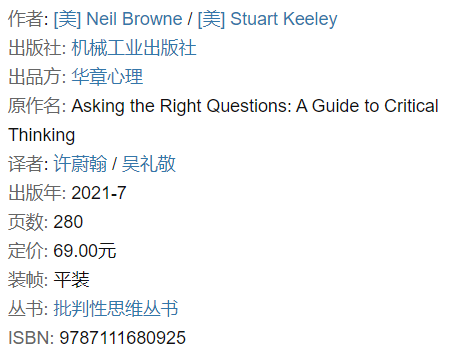 作者: [美] Neil Browne / [美] Stuart Keeley
出版社: 机械工业出版社
出品方: 华章心理
原作名: Asking the Right Questions: A Guide to Critical
Thinking
译者: 许蔚翰 / 吴礼敬
出版年: 2021-7
页数: 280
定价: 69.00元
装帧: 平装
丛书: 批判性思维丛书
ISBN: 9787111680925